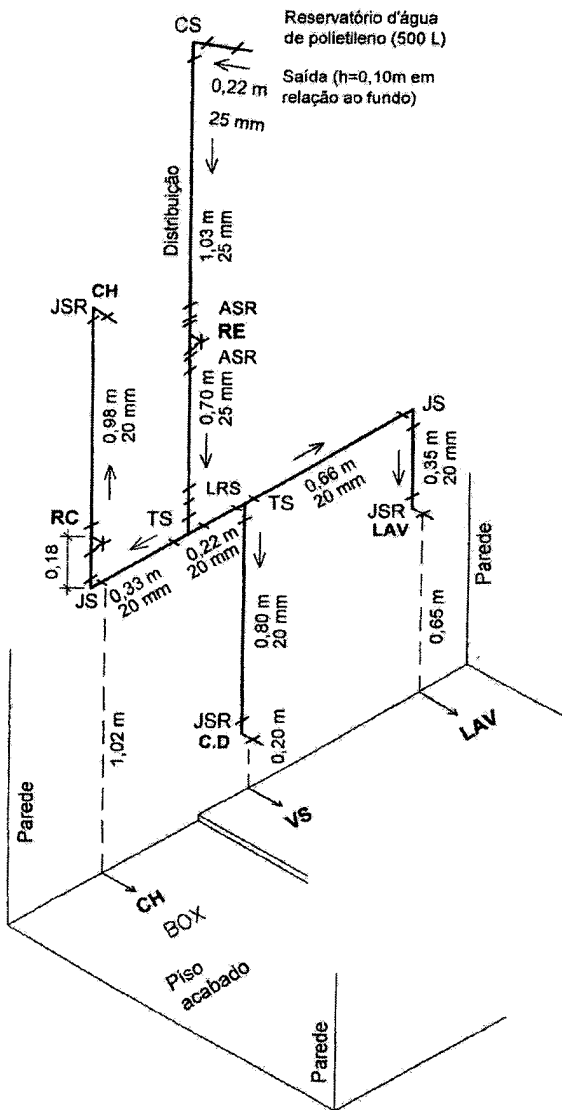 CS
Reservatório d'água
de polietileno (500 L)
Saída (h=0,10m em
relação ao fundo)
0,22 m
25 mm
Distribuição
1,03 m
25 mm
CH
JSR
ASR
RE
ASR
0,98 m
20 mm
0,70 m
25 mm
JS
0,66 m
20 mm
0,35 m
20 mm
LRS
TS
TS
JSR
LAV
RC
0,18
JS
0,33 m
20 mm
0,22 m
20 mm
0,80 m
20 mm
0,65 m
Parede
1,02 m
JSR
C.D
0,20 m
LAV
VS
Parede
CH
BOX
Piso
acabado
Parede